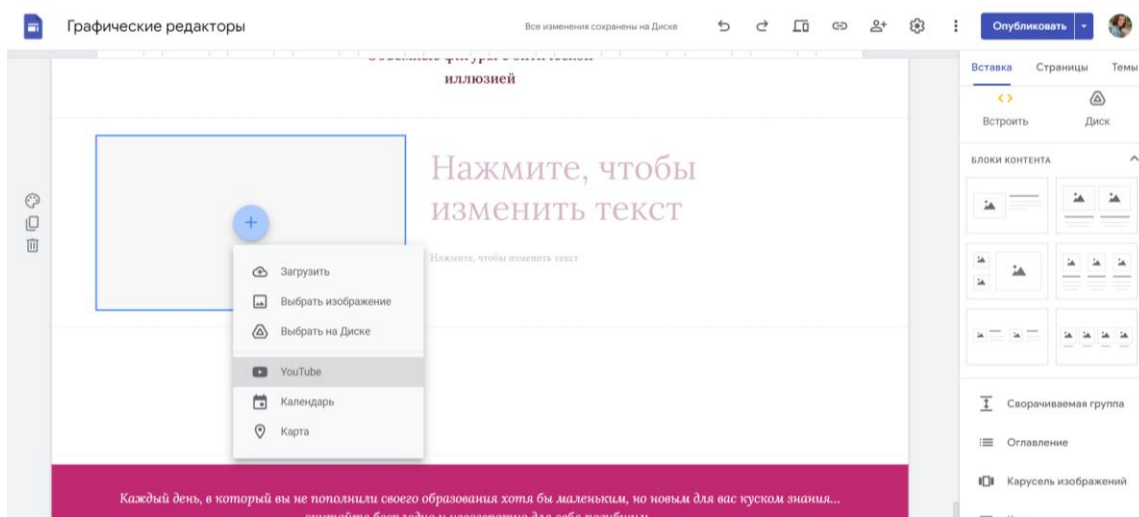 Графические редакторы
Все изменения сохранены на Диске
Опубликовать
Вставка Страницы Темы
Встроить Диск
БЛОКИ КОНТЕНТА
иллюзией
Нажмите, чтобы
изменить текст
Нажмите, чтобы изменить текст
Загрузить
Выбрать изображение
Выбрать на Диске
YouTube
Календарь
Карта
Сворачиваемая группа
Оглавление
Карусель изображений
Каждый день, в который вы не пополнили своего образования хотя бы маленьким, но новым для вас куском знания...